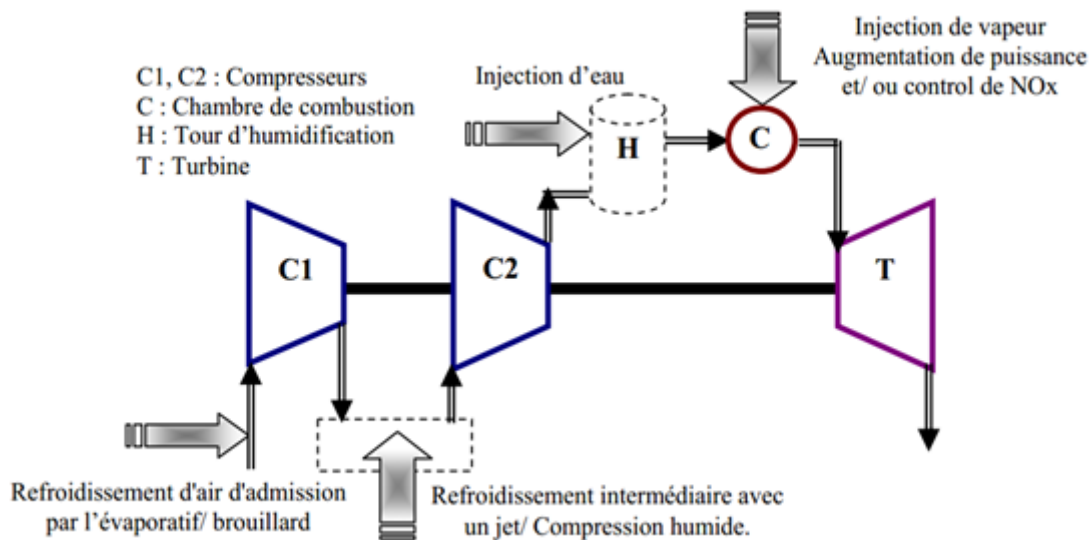 C1, C2 : Compresseurs
C : Chambre de combustion
H : Tour d’humidification
T : Turbine
Injection d’eau
Injection de vapeur
Augmentation de puissance
et/ ou control de NOx
H
C
C1
C2
T
Refroidissement d'air d'admission
par l’évaporatif/ brouillard
Refroidissement intermédiaire avec
un jet/ Compression humide.